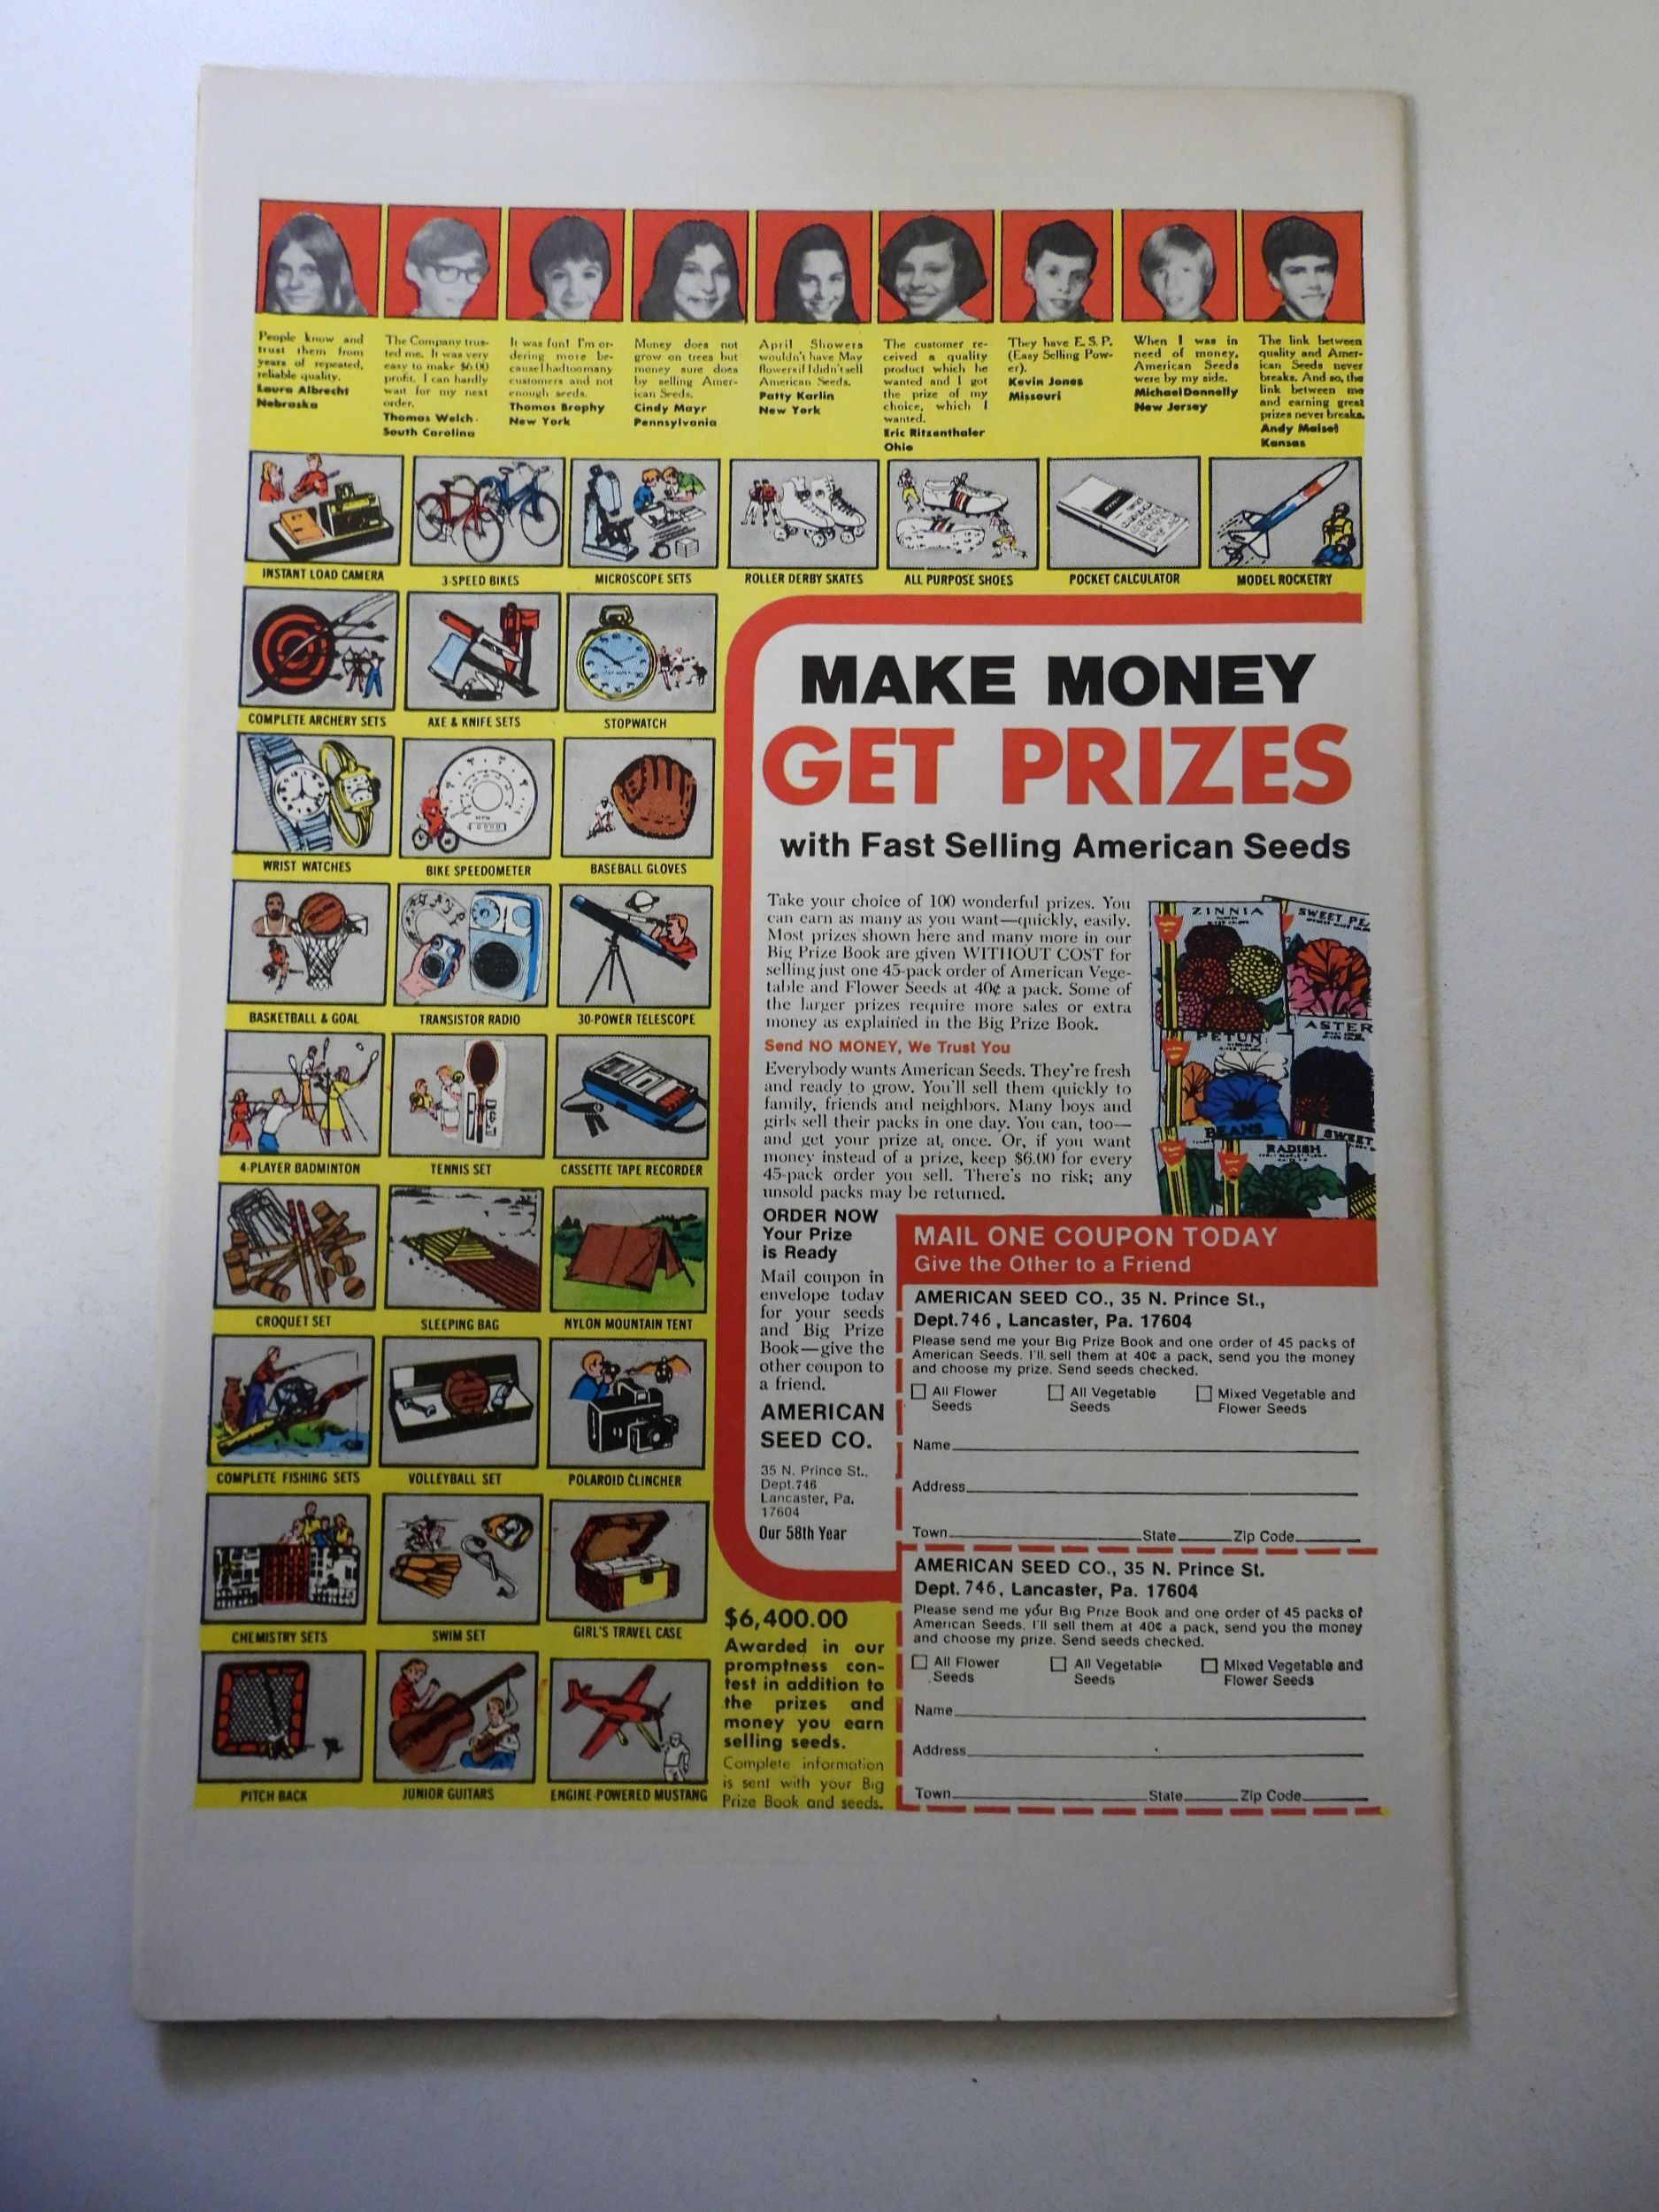 People know and
trust them from
years of repeated,
reliable quality.
Laura Albrecht
Nebraska
The Company trus-
ted me. It was very
easy to make $6.00
profit. I can hardly
wait for my next
order.
Thomas Welch
South Carolina
It was fun! I'm or-
dering more be-
cause I had too many
customers and not
enough seeds.
Thomas Brophy
New York
Money does not
grow on trees but
money sure does
by selling Amer-
ican Seeds.
Cindy Mayr
Pennsylvania
April Showers
wouldn't have May
flowers if I didn't sell
American Seeds.
Patty Karlin
New York
The customer re-
ceived a quality
product which he
wanted and I got
the prize of my
choice, which I
wanted.
Eric Ritzenthaler
Ohio
They have E.S.P.
(Easy Selling Pow-
er).
Kevin Jones
Missouri
When I was in
need of money,
American Seeds
were by my side.
Michael Donnelly
New Jersey
The link between
quality and Amer-
ican Seeds never
breaks. And so, the
link between me
and earning great
prizes never breaks.
Andy Maisel
Kansas
INSTANT LOAD CAMERA
3-SPEED BIKES
MICROSCOPE SETS
ROLLER DERBY SKATES
ALL PURPOSE SHOES
POCKET CALCULATOR
MODEL ROCKETRY
COMPLETE ARCHERY SETS
AXE & KNIFE SETS
STOPWATCH
WRIST WATCHES
BIKE SPEEDOMETER
BASEBALL GLOVES
BASKETBALL & GOAL
TRANSISTOR RADIO
30-POWER TELESCOPE
4-PLAYER BADMINTON
TENNIS SET
CASSETTE TAPE RECORDER
CROQUET SET
SLEEPING BAG
NYLON MOUNTAIN TENT
COMPLETE FISHING SETS
VOLLEYBALL SET
POLAROID CLINCHER
CHEMISTRY SETS
SWIM SET
GIRL'S TRAVEL CASE
PITCH BACK
JUNIOR GUITARS
ENGINE-POWERED MUSTANG
MAKE MONEY
GET PRIZES
with Fast Selling American Seeds
Take your choice of 100 wonderful prizes. You
can earn as many as you want—quickly, easily.
Most prizes shown here and many more in our
Big Prize Book are given WITHOUT COST for
selling just one 45-pack order of American Vege-
table and Flower Seeds at 40¢ a pack. Some of
the larger prizes require more sales or extra
money as explained in the Big Prize Book.
Send NO MONEY, We Trust You
Everybody wants American Seeds. They're fresh
and ready to grow. You'll sell them quickly to
family, friends and neighbors. Many boys and
girls sell their packs in one day. You can, too—
and get your prize at once. Or, if you want
money instead of a prize, keep $6.00 for every
45-pack order you sell. There's no risk; any
unsold packs may be returned.
ZINNIA
SWEET PE
PETUN
ASTER
BEANS
SWEET
RADISH
ORDER NOW
Your Prize
is Ready
Mail coupon in
envelope today
for your seeds
and Big Prize
Book—give the
other coupon to
a friend.
AMERICAN
SEED CO.
35 N. Prince St.,
Dept.746
Lancaster, Pa.
17604
Our 58th Year
$6,400.00
Awarded in our
promptness con-
test in addition to
the prizes and
money you earn
selling seeds.
Complete information
is sent with your Big
Prize Book and seeds.
MAIL ONE COUPON TODAY
Give the Other to a Friend
AMERICAN SEED CO., 35 N. Prince St.,
Dept.746, Lancaster, Pa. 17604
Please send me your Big Prize Book and one order of 45 packs of
American Seeds. I'll sell them at 40¢ a pack, send you the money
and choose my prize. Send seeds checked.
All Flower
Seeds
All Vegetable
Seeds
Mixed Vegetable and
Flower Seeds
Name
Address
Town State Zip Code
AMERICAN SEED CO., 35 N. Prince St.
Dept. 746, Lancaster, Pa. 17604
Please send me your Big Prize Book and one order of 45 packs of
American Seeds. I'll sell them at 40¢ a pack, send you the money
and choose my prize. Send seeds checked.
All Flower
Seeds
All Vegetable
Seeds
Mixed Vegetable and
Flower Seeds
Name
Address
Town State Zip Code